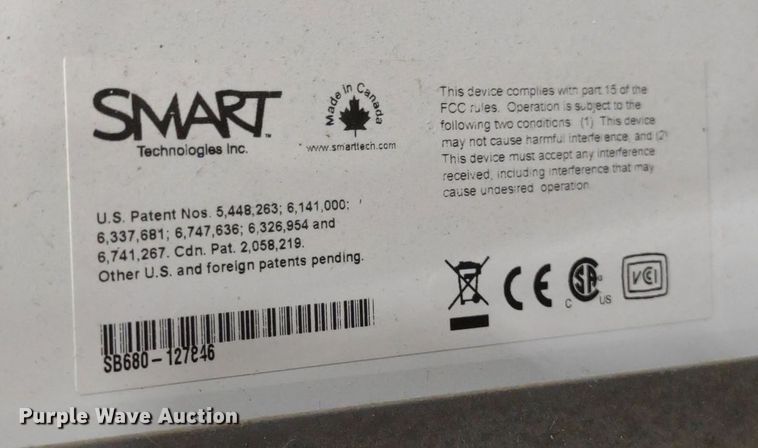 SMART
TM
Technologies Inc.
Made in Canada
www.smarttech.com
This device complies with part 15 of the
FCC rules. Operation is subject to the
following two conditions (1) This device
may not cause harmful interference, and (2)
This device must accept any interference
received, including interference that may
cause undesired operation.
U.S. Patent Nos. 5,448,263; 6,141,000;
6,337,681; 6,747,636; 6,326,954 and
6,741,267. Cdn. Pat. 2,058,219.
Other U.S. and foreign patents pending.
CE
C SA US
VCI
SB680-127846
Purple Wave Auction